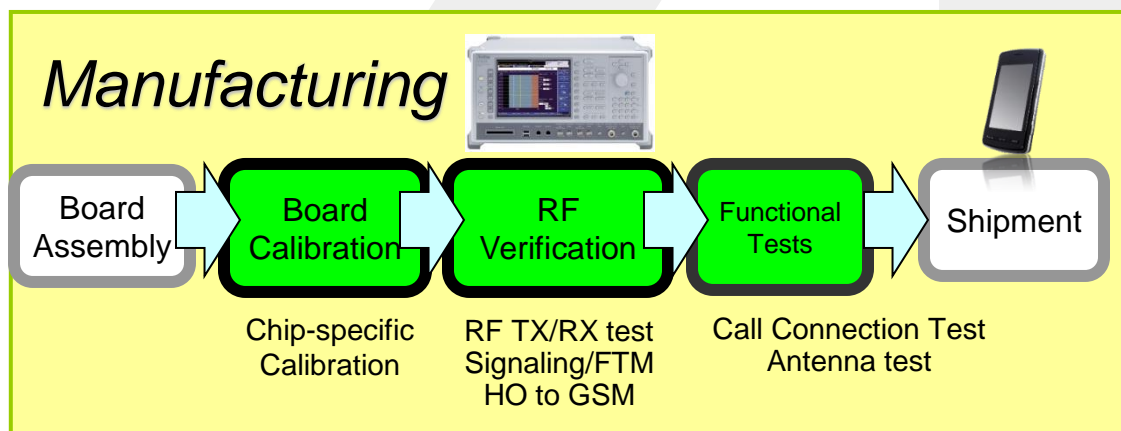 Manufacturing
Board
Assembly
Board
Calibration
RF
Verification
Functional
Tests
Shipment
Chip-specific
Calibration
RF TX/RX test
Signaling/FTM
HO to GSM
Call Connection Test
Antenna test